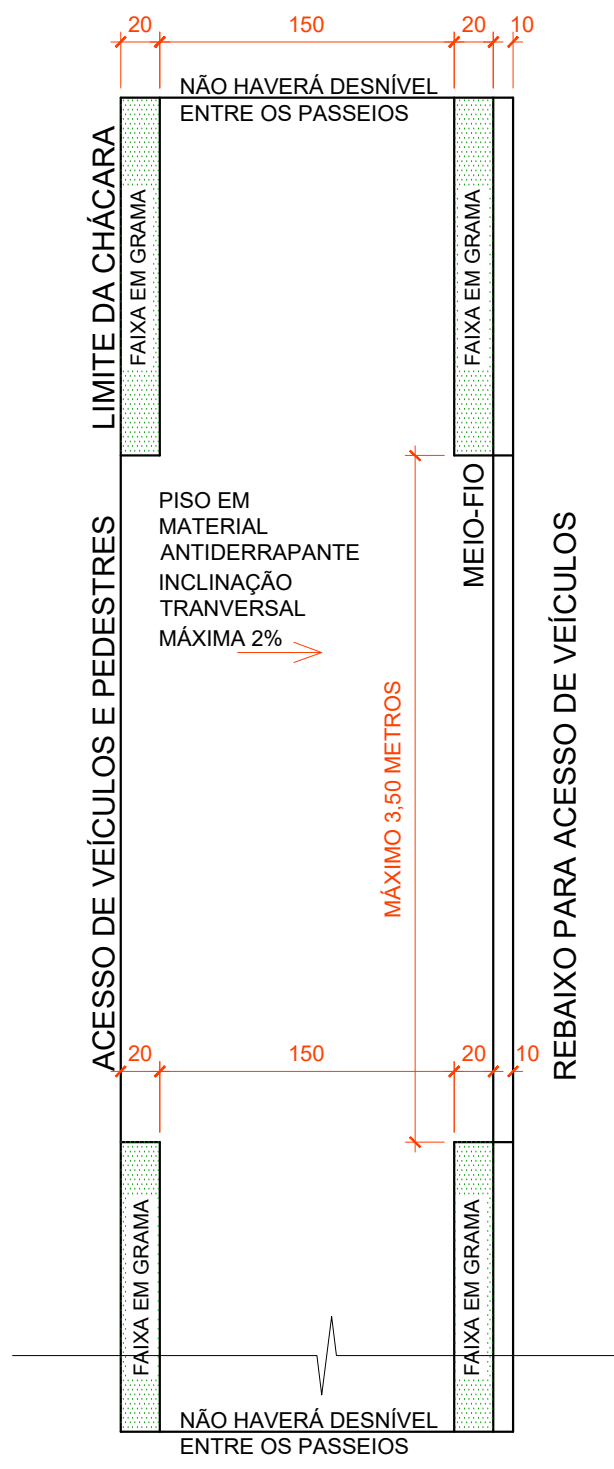 20 150 20 10
NÃO HAVERÁ DESNÍVEL
ENTRE OS PASSEIOS
LIMITE DA CHÁCARA
FAIXA EM GRAMA
FAIXA EM GRAMA
PISO EM
MATERIAL
ANTIDERRAPANTE
INCLINAÇÃO
TRANVERSAL
MÁXIMA 2%
MEIO-FIO
ACESSO DE VEÍCULOS E PEDESTRES
MÁXIMO 3,50 METROS
REBAIXO PARA ACESSO DE VEÍCULOS
20 150 20 10
FAIXA EM GRAMA
FAIXA EM GRAMA
NÃO HAVERÁ DESNÍVEL
ENTRE OS PASSEIOS